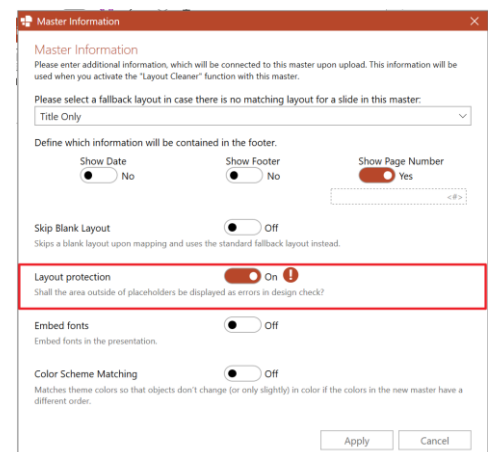 Master Information
Master Information
Please enter additional information, which will be connected to this master upon upload. This information will be
used when you activate the "Layout Cleaner" function with this master.
Please select a fallback layout in case there is no matching layout for a slide in this master:
Title Only
Define which information will be contained in the footer.
Show Date Show Footer Show Page Number
No No Yes
<#>
Skip Blank Layout Off
Skips a blank layout upon mapping and uses the standard fallback layout instead.
Layout protection On !
Shall the area outside of placeholders be displayed as errors in design check?
Embed fonts Off
Embed fonts in the presentation.
Color Scheme Matching Off
Matches theme colors so that objects don't change (or only slightly) in color if the colors in the new master have a
different order.
Apply Cancel